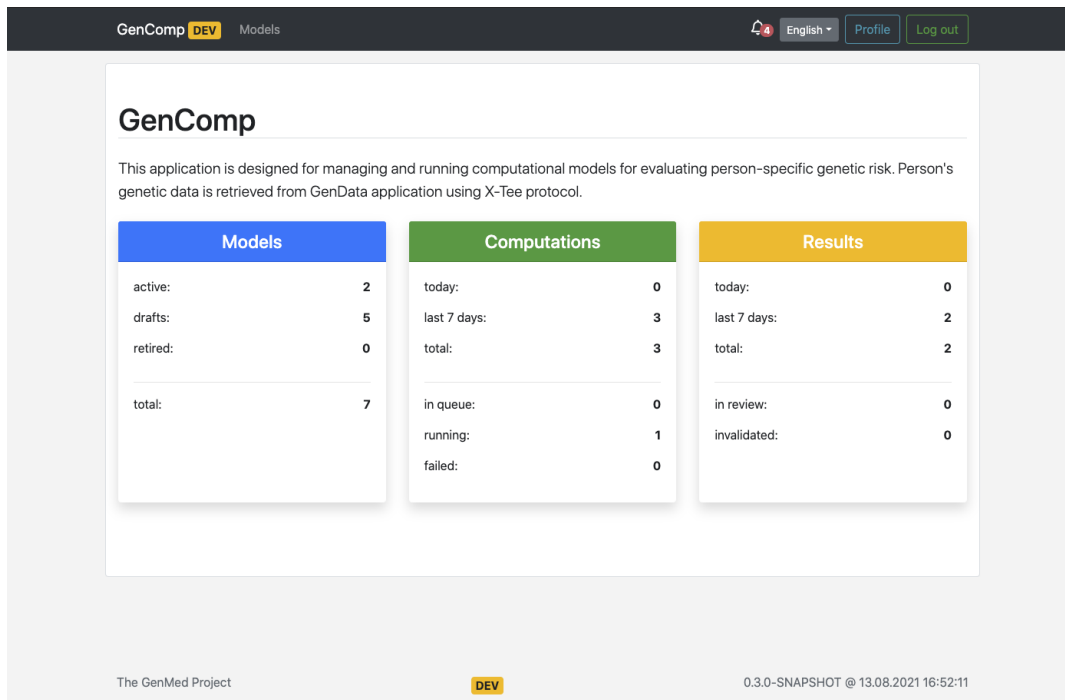 GenComp DEV Models 4 English Profile Log out
GenComp
This application is designed for managing and running computational models for evaluating person-specific genetic risk. Person's
genetic data is retrieved from GenData application using X-Tee protocol.
Models
active: 2
drafts: 5
retired: 0
total: 7
Computations
today: 0
last 7 days: 3
total: 3
in queue: 0
running: 1
failed: 0
Results
today: 0
last 7 days: 2
total: 2
in review: 0
invalidated: 0
The GenMed Project DEV 0.3.0-SNAPSHOT @ 13.08.2021 16:52:11